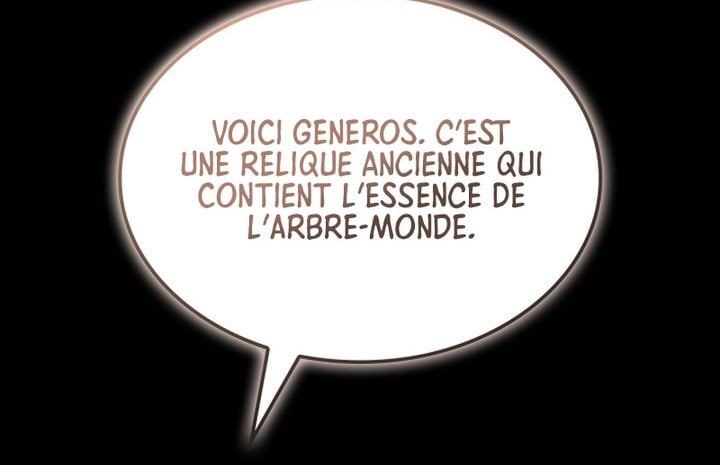 VOICI GENEROS. C'EST
UNE RELIQUE ANCIENNE QUI
CONTIENT L'ESSENCE DE
L'ARBRE-MONDE.